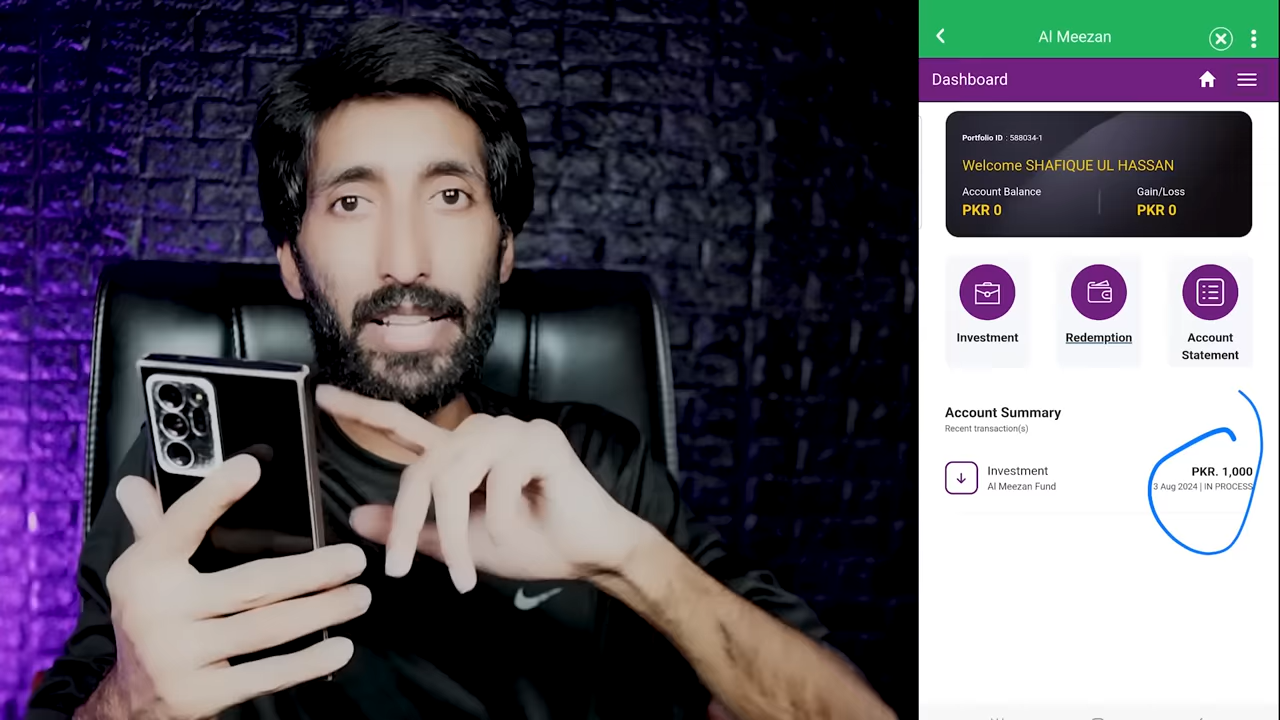 Al Meezan
Dashboard
Portfolio ID : 588034-1
Welcome SHAFIQUE UL HASSAN
Account Balance
Gain/Loss
PKR 0
PKR 0
Investment
Redemption
Account
Statement
Account Summary
Recent transaction(s)
Investment
PKR. 1,000
Al Meezan Fund
3 Aug 2024 | IN PROCESS